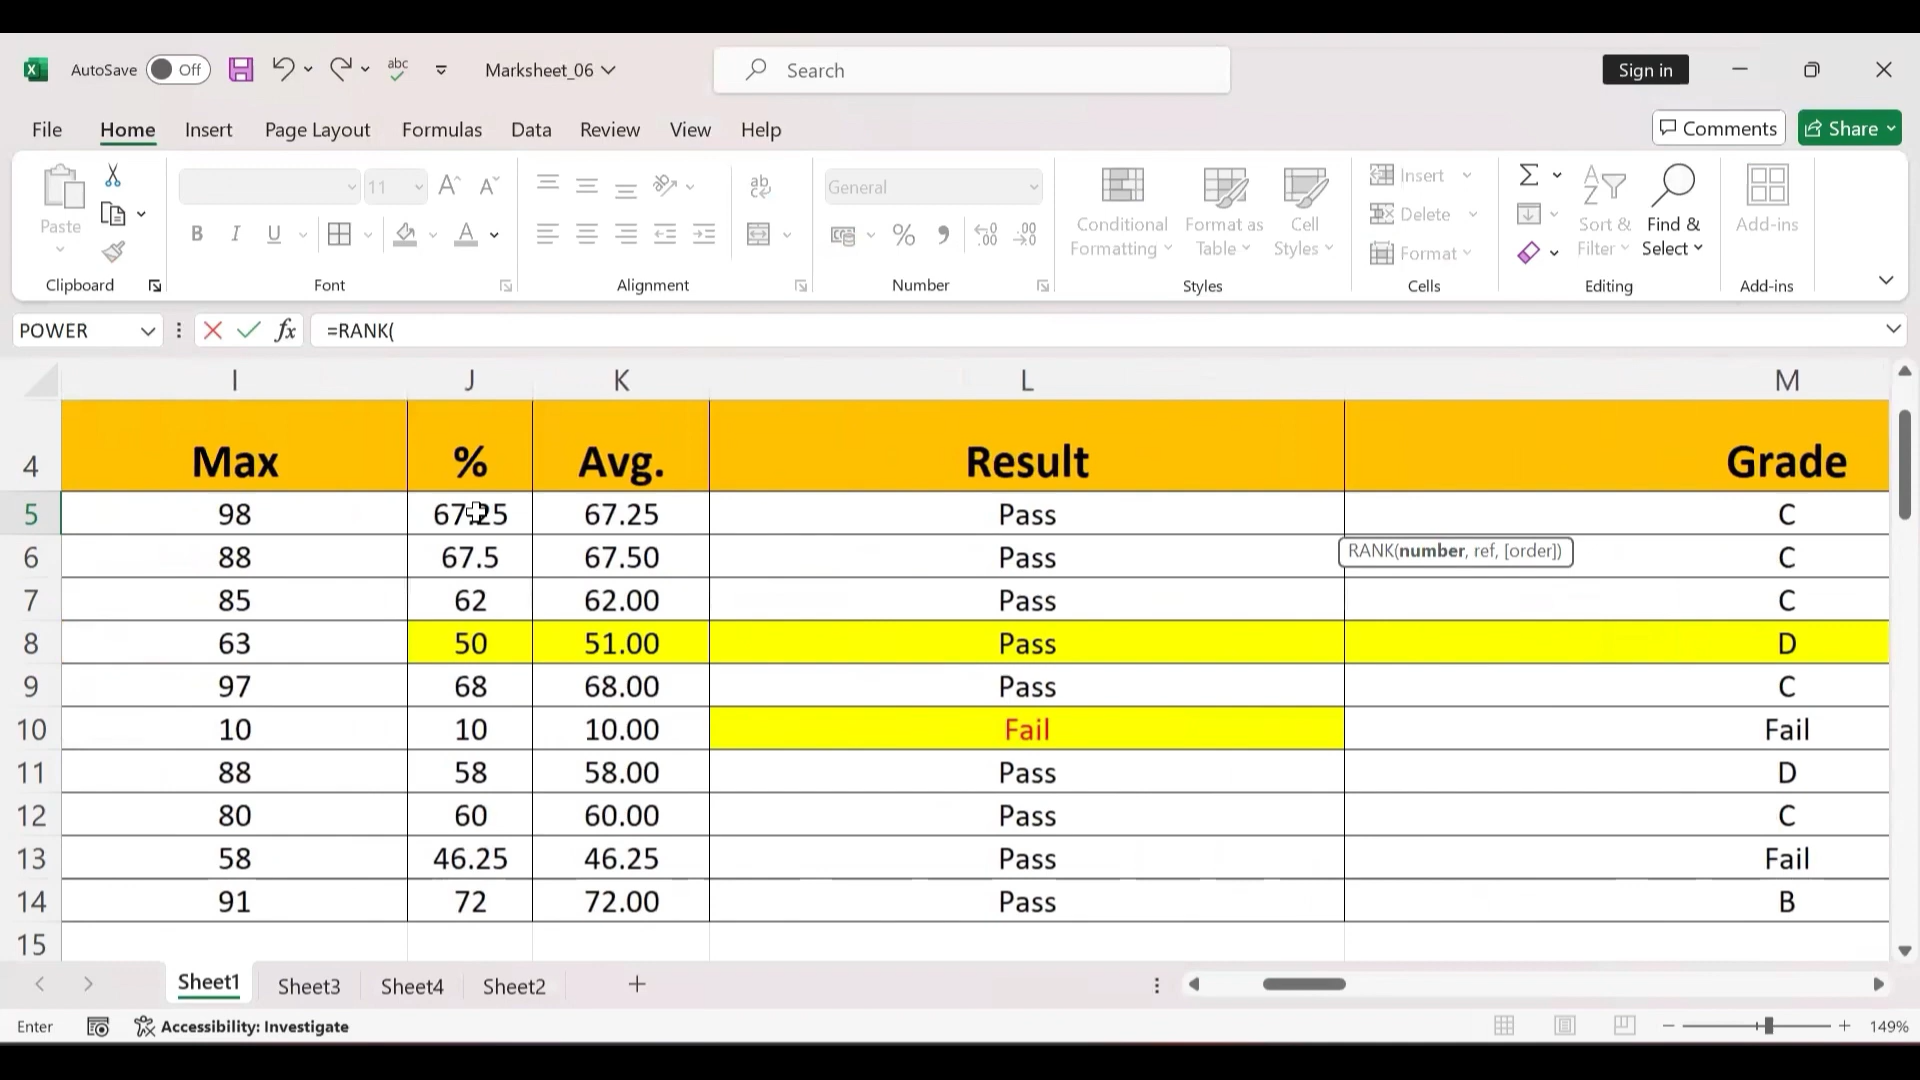 AutoSave Off abc Marksheet_06 Search Sign in
File Home Insert Page Layout Formulas Data Review View Help Comments Share
Paste 11 A A ab General Conditional Formatting Format as Table Cell Styles Insert Delete Format Sort & Filter Find & Select Add-ins
B I U A % .00
Clipboard Font Alignment Number Styles Cells Editing Add-ins
POWER fx =RANK(
I J K L M
4 Max % Avg. Result Grade
5 98 67.25 67.25 Pass C
RANK(number, ref, [order])
6 88 67.5 67.50 Pass C
7 85 62 62.00 Pass C
8 63 50 51.00 Pass D
9 97 68 68.00 Pass C
10 10 10 10.00 Fail Fail
11 88 58 58.00 Pass D
12 80 60 60.00 Pass C
13 58 46.25 46.25 Pass Fail
14 91 72 72.00 Pass B
15
Sheet1 Sheet3 Sheet4 Sheet2
Enter Accessibility: Investigate 149%